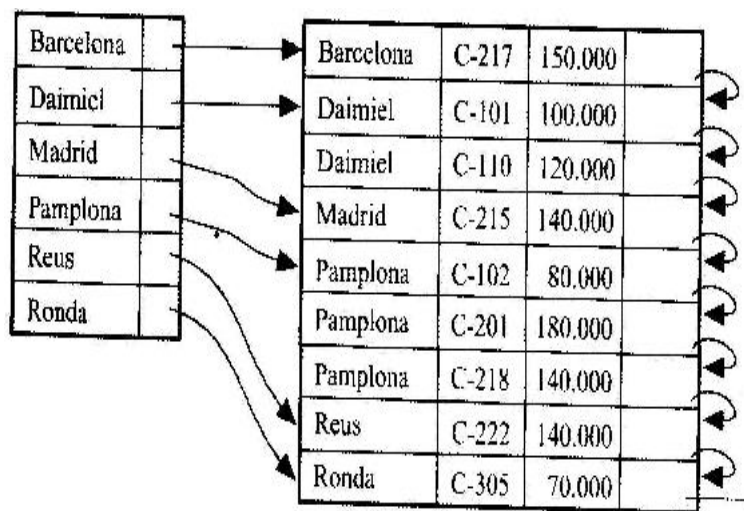 Barcelona
Daimiel
Madrid
Pamplona
Reus
Ronda
Barcelona C-217 150.000
Daimiel C-101 100.000
Daimiel C-110 120.000
Madrid C-215 140.000
Pamplona C-102 80.000
Pamplona C-201 180.000
Pamplona C-218 140.000
Reus C-222 140.000
Ronda C-305 70.000